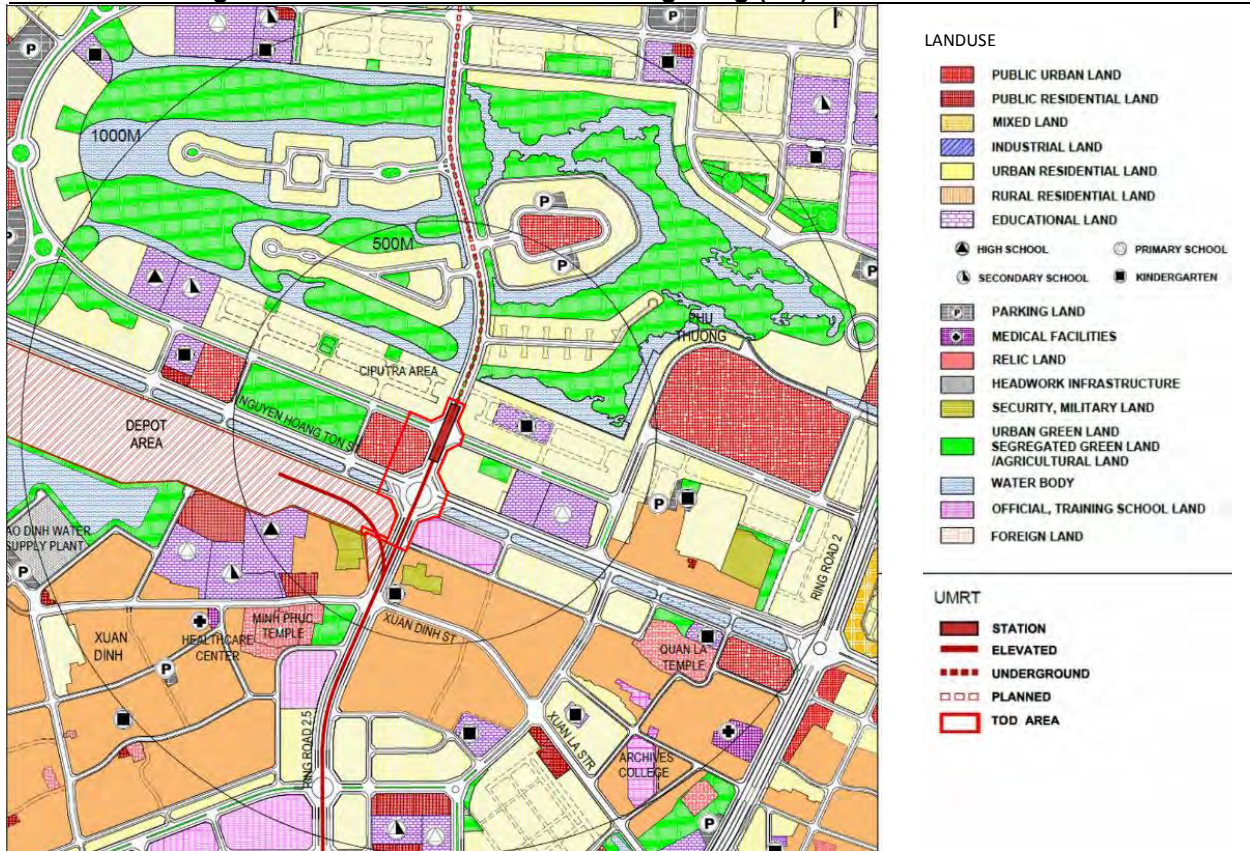 1000M
500M
P
P
P
P
P
P
PHU
THUONG
CIPUTRA AREA
NGUYEN HOANG TON S
DEPOT
AREA
AO DINH WATER
SUPPLY PLANT
P
P
RING ROAD 2
MINH PHUC
TEMPLE
XUAN DINH ST
XUAN
DINH
HEALTHCARE
CENTER
P
QUAN LA
TEMPLE
RING ROAD 2.5
XUAN LA STR
ARCHIVES
COLLEGE
P
LANDUSE
PUBLIC URBAN LAND
PUBLIC RESIDENTIAL LAND
MIXED LAND
INDUSTRIAL LAND
URBAN RESIDENTIAL LAND
RURAL RESIDENTIAL LAND
EDUCATIONAL LAND
HIGH SCHOOL
PRIMARY SCHOOL
SECONDARY SCHOOL
KINDERGARTEN
P PARKING LAND
MEDICAL FACILITIES
RELIC LAND
HEADWORK INFRASTRUCTURE
SECURITY, MILITARY LAND
URBAN GREEN LAND
SEGREGATED GREEN LAND
/AGRICULTURAL LAND
WATER BODY
OFFICIAL, TRAINING SCHOOL LAND
FOREIGN LAND
UMRT
STATION
ELEVATED
UNDERGROUND
PLANNED
TOD AREA